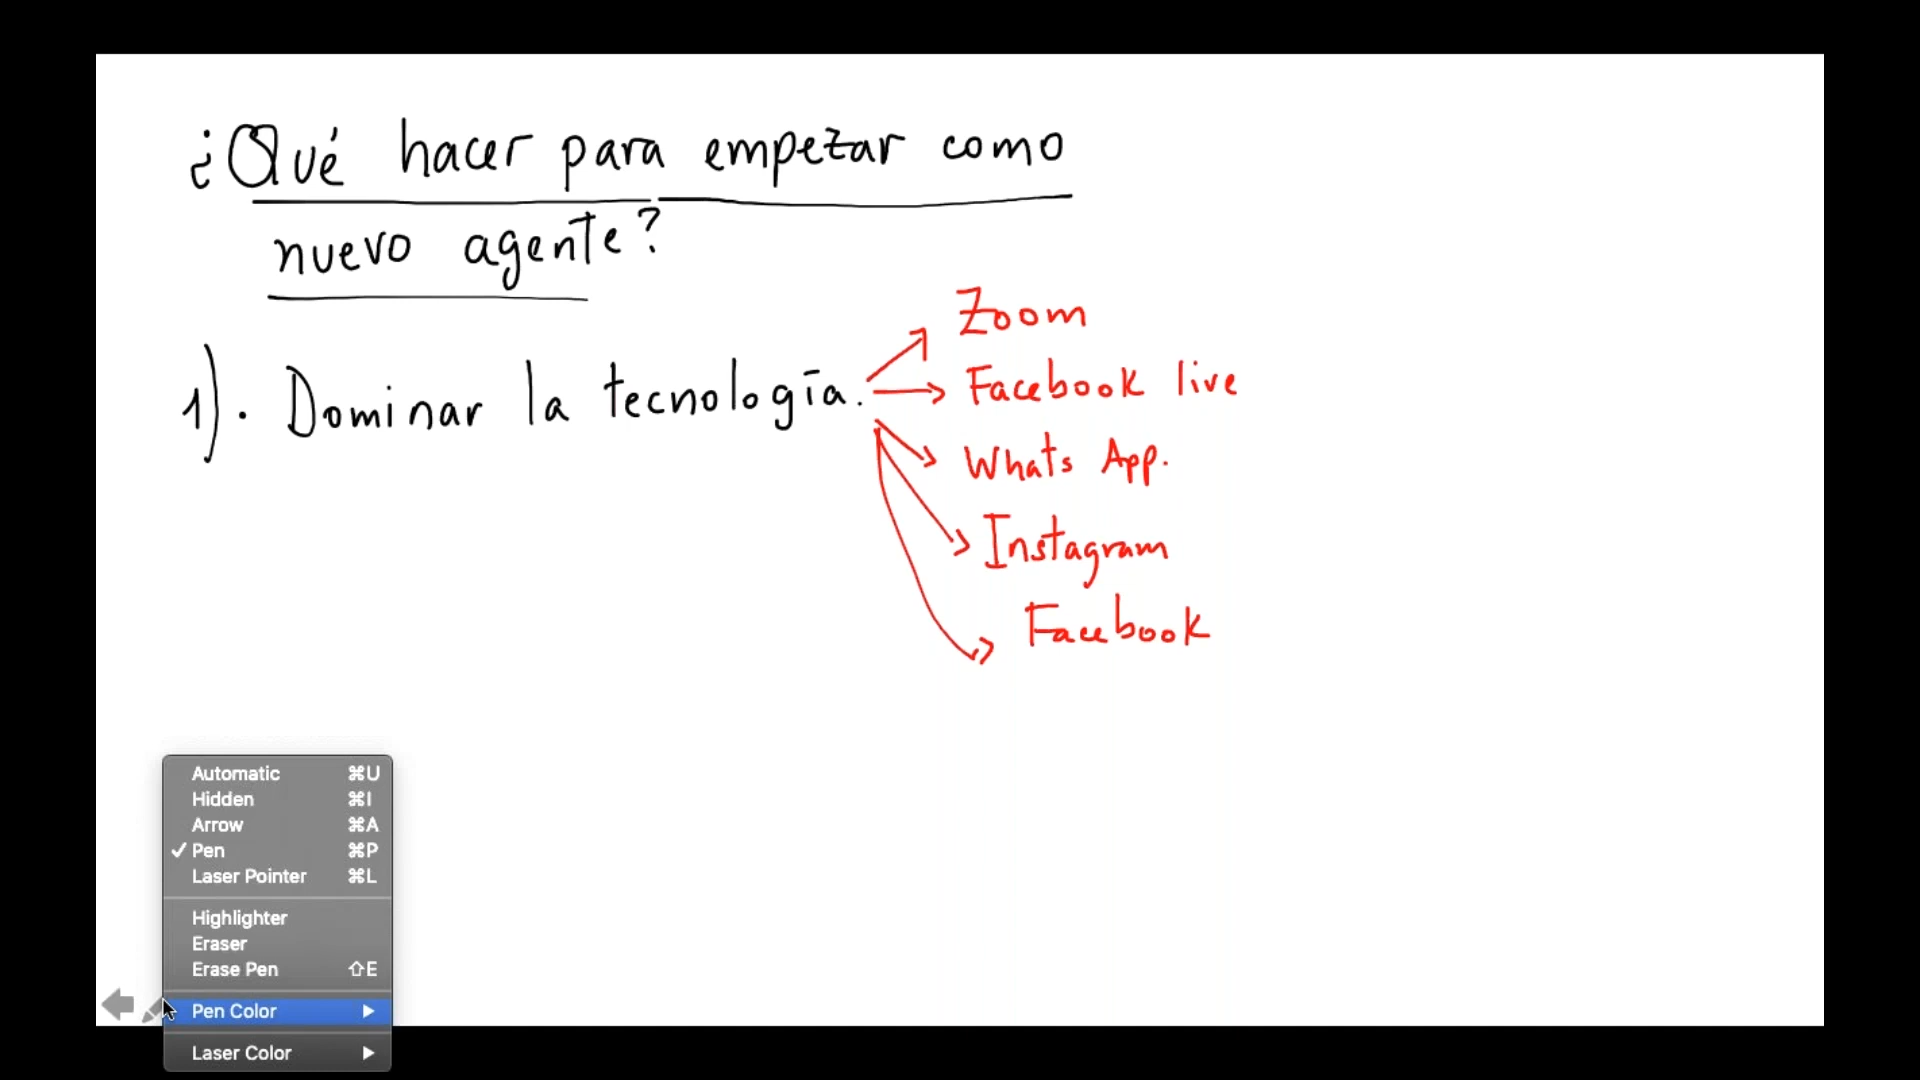 ¿Qué hacer para empezar como
nuevo agente?
1). Dominar la tecnología.
Zoom
Facebook live
Whats App.
Instagram
Facebook
Automatic ⌘U
Hidden ⌘I
Arrow ⌘A
✓ Pen ⌘P
Laser Pointer ⌘L
Highlighter
Eraser
Erase Pen ⇧E
Pen Color
Laser Color